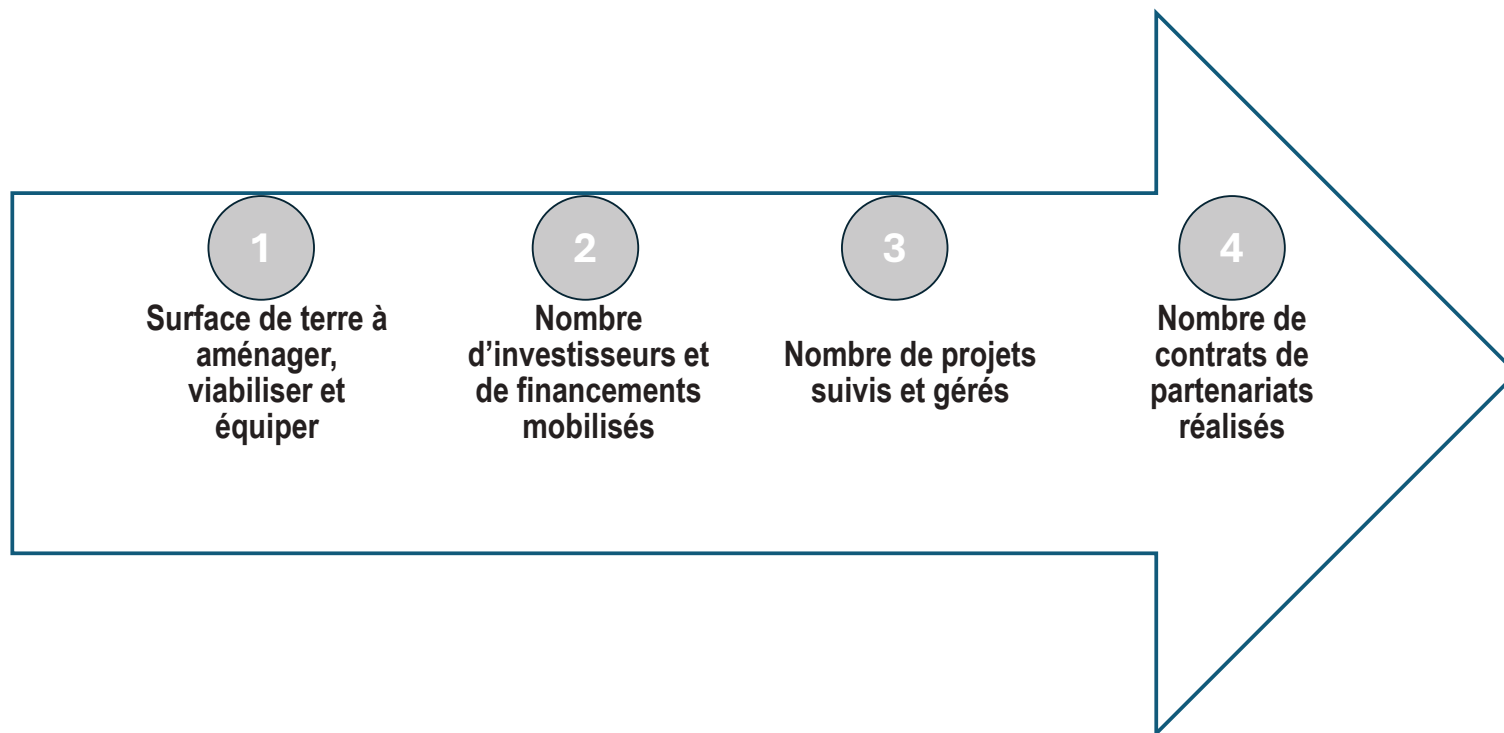 1
Surface de terre à
aménager,
viabiliser et
équiper
2
Nombre
d’investisseurs et
de financements
mobilisés
3
Nombre de projets
suivis et gérés
4
Nombre de
contrats de
partenariats
réalisés